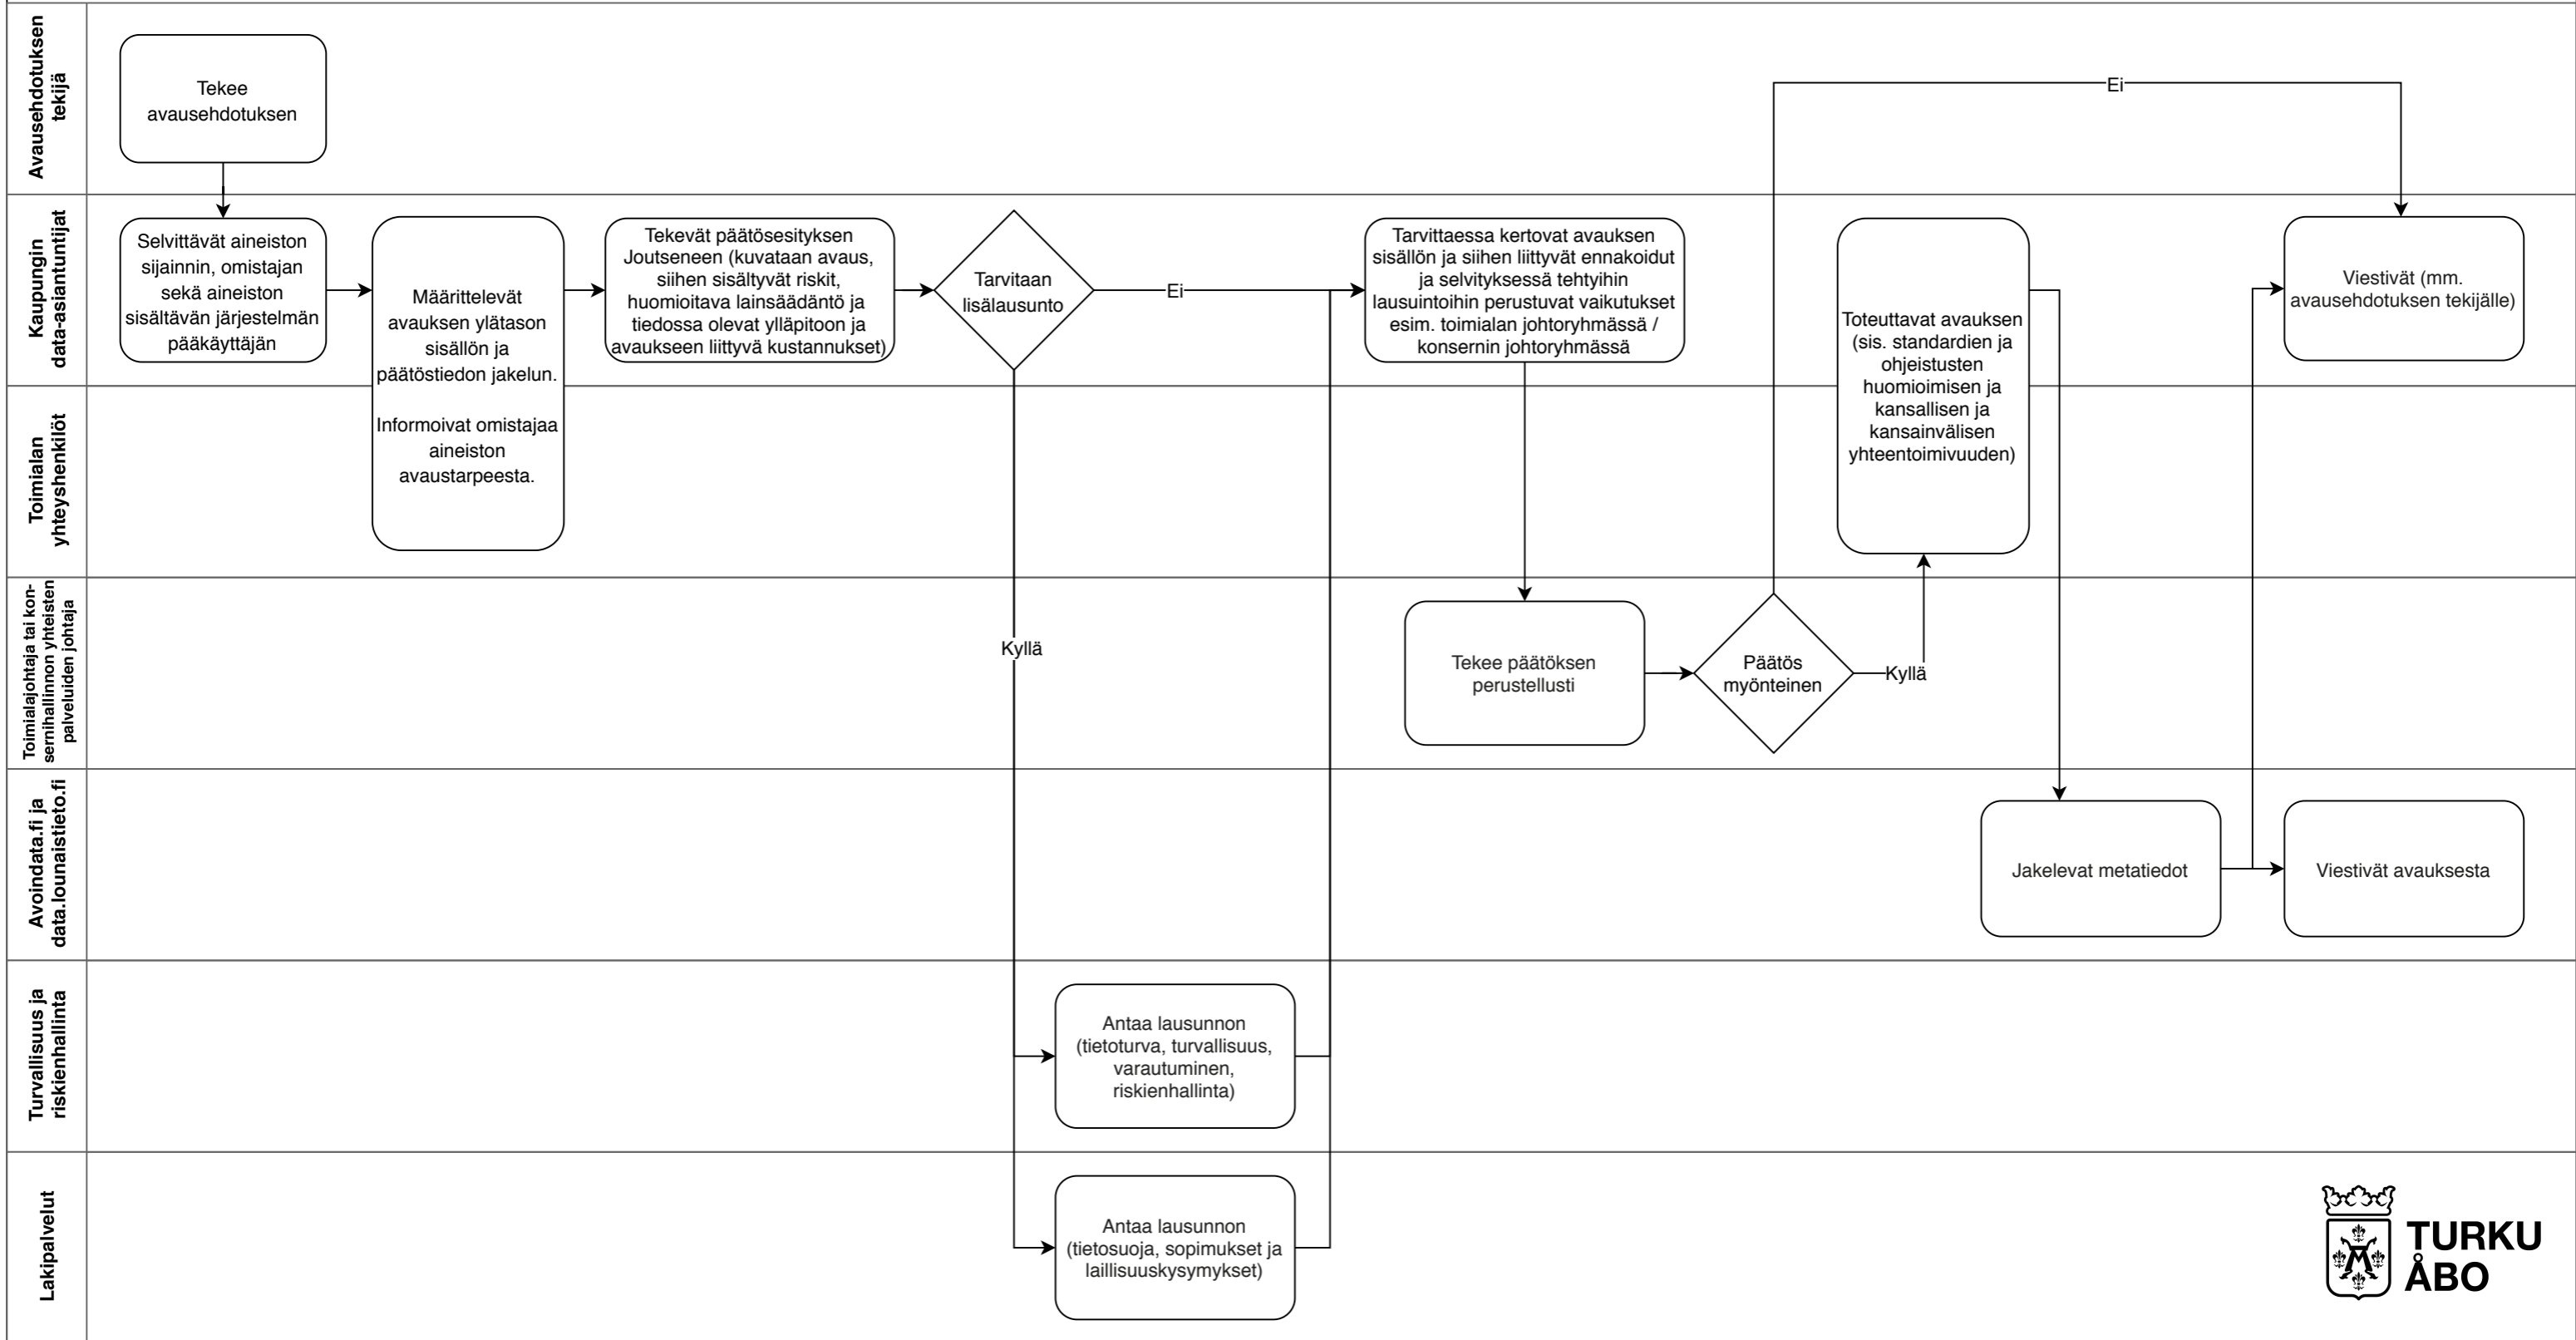 Avausehdotuksen
tekijä
Tekee
avausehdotuksen
Ei
Kaupungin
data-asiantuntijat
Selvittävät aineiston
sijainnin, omistajan
sekä aineiston
sisältävän järjestelmän
pääkäyttäjän
Määrittelevät
avauksen ylätason
sisällön ja
päätöstiedon jakelun.
Informoivat omistajaa
aineiston
avaustarpeesta.
Tekevät päätösesityksen
Joutseneen (kuvataan avaus,
siihen sisältyvät riskit,
huomioitava lainsäädäntö ja
tiedossa olevat ylläpitoon ja
avaukseen liittyvä kustannukset)
Tarvitaan
lisälausunto
Ei
Tarvittaessa kertovat avauksen
sisällön ja siihen liittyvät ennakoidut
ja selvityksessä tehtyihin
lausuintoihin perustuvat vaikutukset
esim. toimialan johtoryhmässä /
konsernin johtoryhmässä
Toteuttavat avauksen
(sis. standardien ja
ohjeistusten
huomioimisen ja
kansallisen ja
kansainvälisen
yhteentoimivuuden)
Viestivät (mm.
avausehdotuksen tekijälle)
Toimialan
yhteyshenkilöt
Toimialajohtaja tai kon-
sernihallinnon yhteisten
palveluiden johtaja
Kyllä
Tekee päätöksen
perustellusti
Päätös
myönteinen
Kyllä
Avoindata.fi ja
data.lounaistieto.fi
Jakelevat metatiedot
Viestivät avauksesta
Turvallisuus ja
riskienhallinta
Antaa lausunnon
(tietoturva, turvallisuus,
varautuminen,
riskienhallinta)
Lakipalvelut
Antaa lausunnon
(tietosuoja, sopimukset ja
laillisuuskysymykset)
TURKU
ÅBO